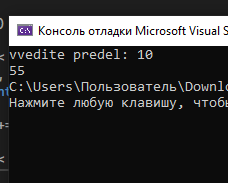 Консоль отладки Microsoft Visual S
vvedite predel: 10
55
C:\Users\Пользователь\Downl
Нажмите любую клавишу, чтобы